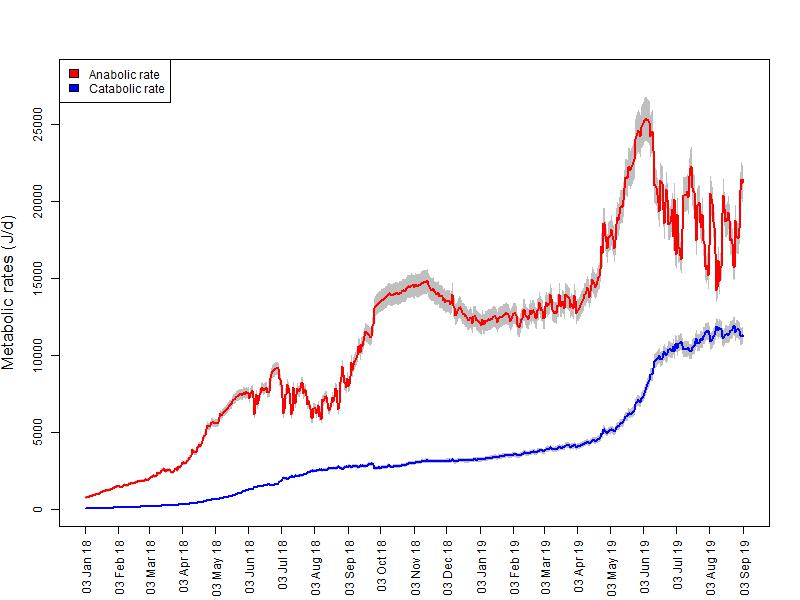 Anabolic rate
Catabolic rate
Metabolic rates (J/d)
25000
20000
15000
10000
5000
0
03 Jan 18
03 Feb 18
03 Mar 18
03 Apr 18
03 May 18
03 Jun 18
03 Jul 18
03 Aug 18
03 Sep 18
03 Oct 18
03 Nov 18
03 Dec 18
03 Jan 19
03 Feb 19
03 Mar 19
03 Apr 19
03 May 19
03 Jun 19
03 Jul 19
03 Aug 19
03 Sep 19